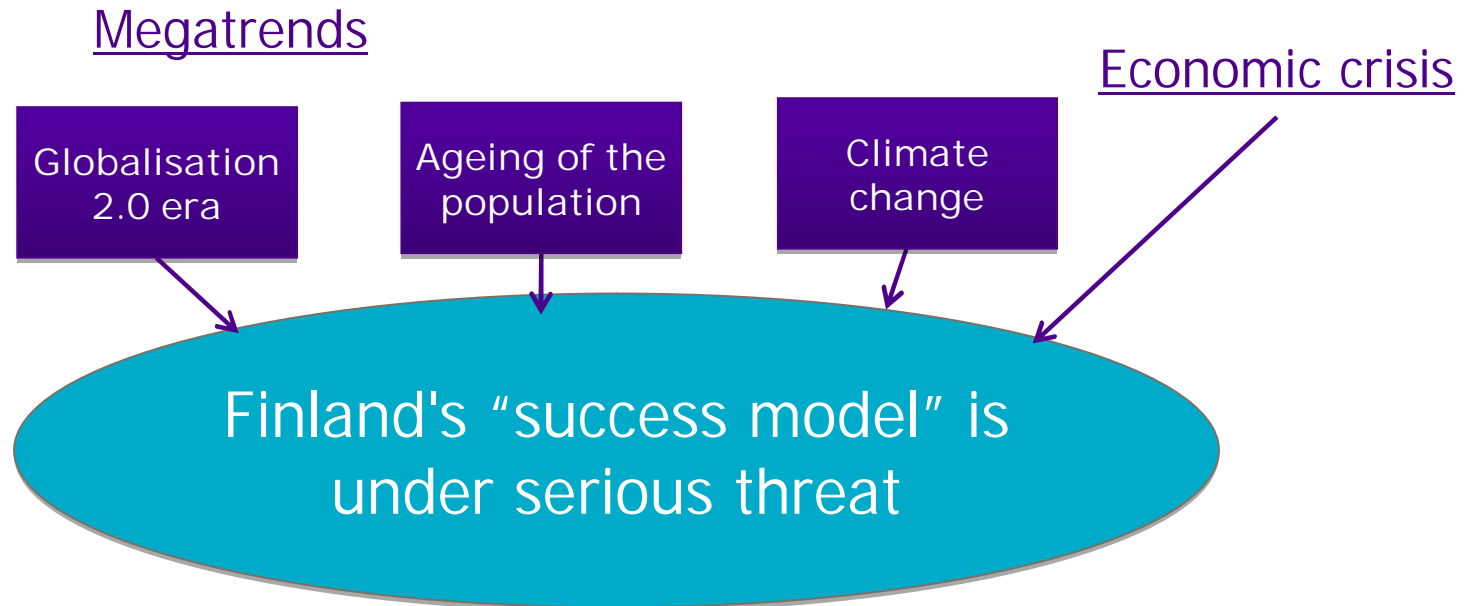 Megatrends
Economic crisis
Globalisation
2.0 era
Ageing of the
population
Climate
change
Finland's “success model” is
under serious threat